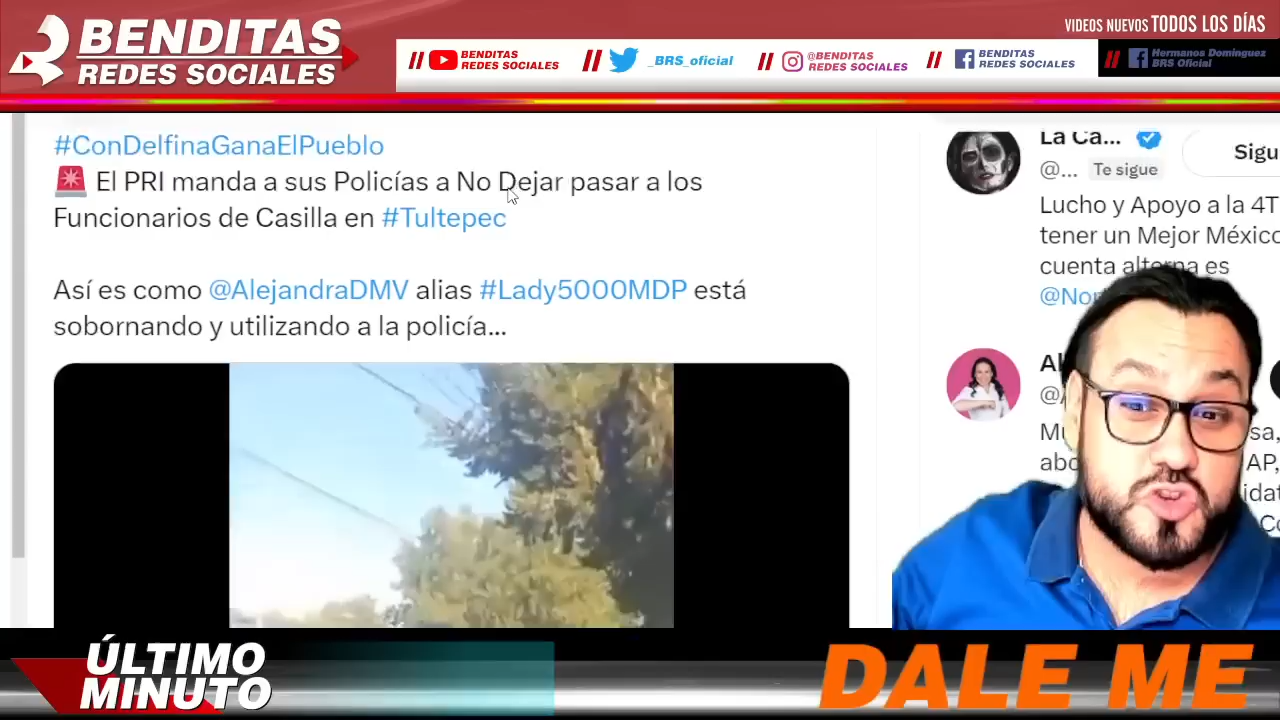 BENDITAS
REDES SOCIALES
VIDEOS NUEVOS TODOS LOS DÍAS
BENDITAS
REDES SOCIALES
_BRS_oficial
@BENDITAS
REDES SOCIALES
BENDITAS
REDES SOCIALES
Hermanos Domínguez
BRS Oficial
#ConDelfinaGanaElPueblo
🚨 El PRI manda a sus Policías a No Dejar pasar a los
Funcionarios de Casilla en #Tultepec
Así es como @AlejandraDMV alias #Lady5000MDP está
sobornando y utilizando a la policía...
La Ca...
@... Te sigue
Sigu
Lucho y Apoyo a la 4T
tener un Mejor México
cuenta alterna es
@Nor
ÚLTIMO
MINUTO
DALE ME